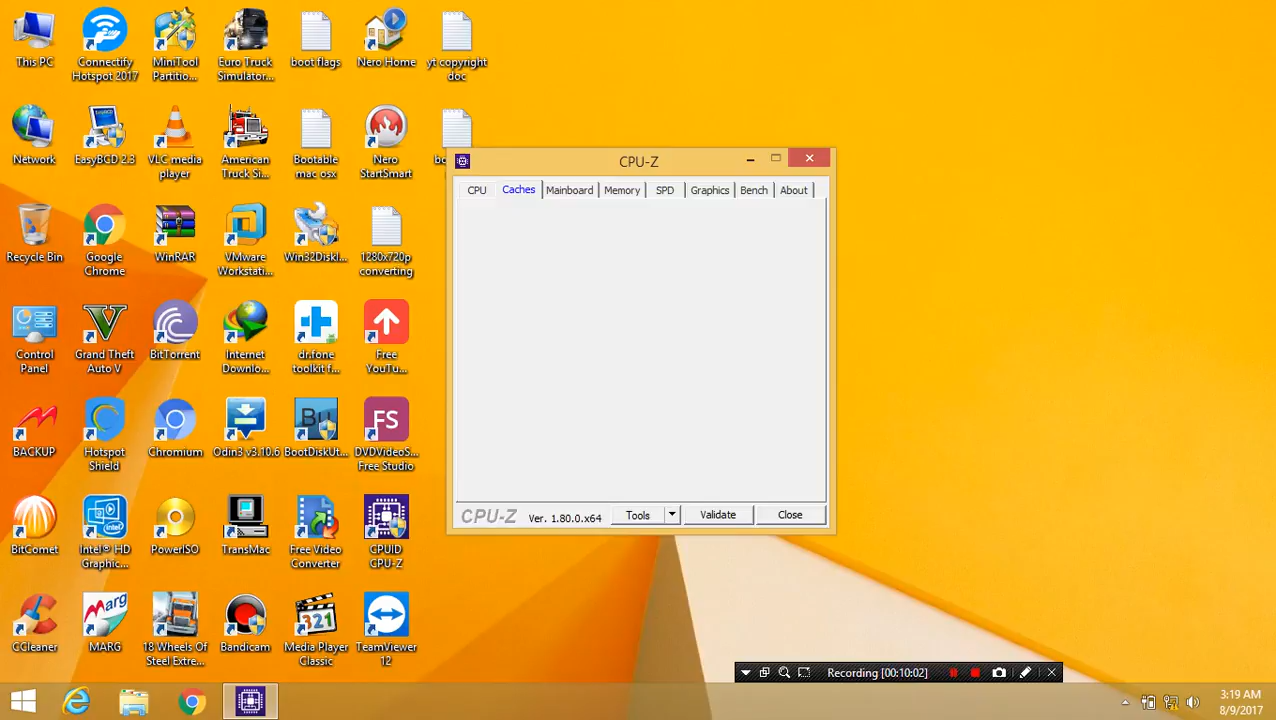 This PC
Connectify
Hotspot 2017
MiniTool
Partitio...
Euro Truck
Simulator...
boot flags
Nero Home
yt copyright
doc
Network
EasyBCD 2.3
VLC media
player
American
Truck Si...
Bootable
mac osx
Nero
StartSmart
Recycle Bin
Google
Chrome
WinRAR
VMware
Workstati...
Win32DiskI...
1280x720p
converting
Control
Panel
Grand Theft
Auto V
BitTorrent
Internet
Downlo...
dr.fone
toolkit f...
Free
YouTu...
BACKUP
Hotspot
Shield
Chromium
Odin3 v3.10.6
BootDiskUt...
DVDVideoS...
Free Studio
BitComet
Intel® HD
Graphic...
PowerISO
TransMac
Free Video
Converter
CPUID
CPU-Z
CCleaner
MARG
18 Wheels Of
Steel Extre...
Bandicam
Media Player
Classic
TeamViewer
12
CPU-Z
CPU Caches Mainboard Memory SPD Graphics Bench About
CPU-Z Ver. 1.80.0.x64 Tools Validate Close
Recording [00:10:02]
3:19 AM
8/9/2017